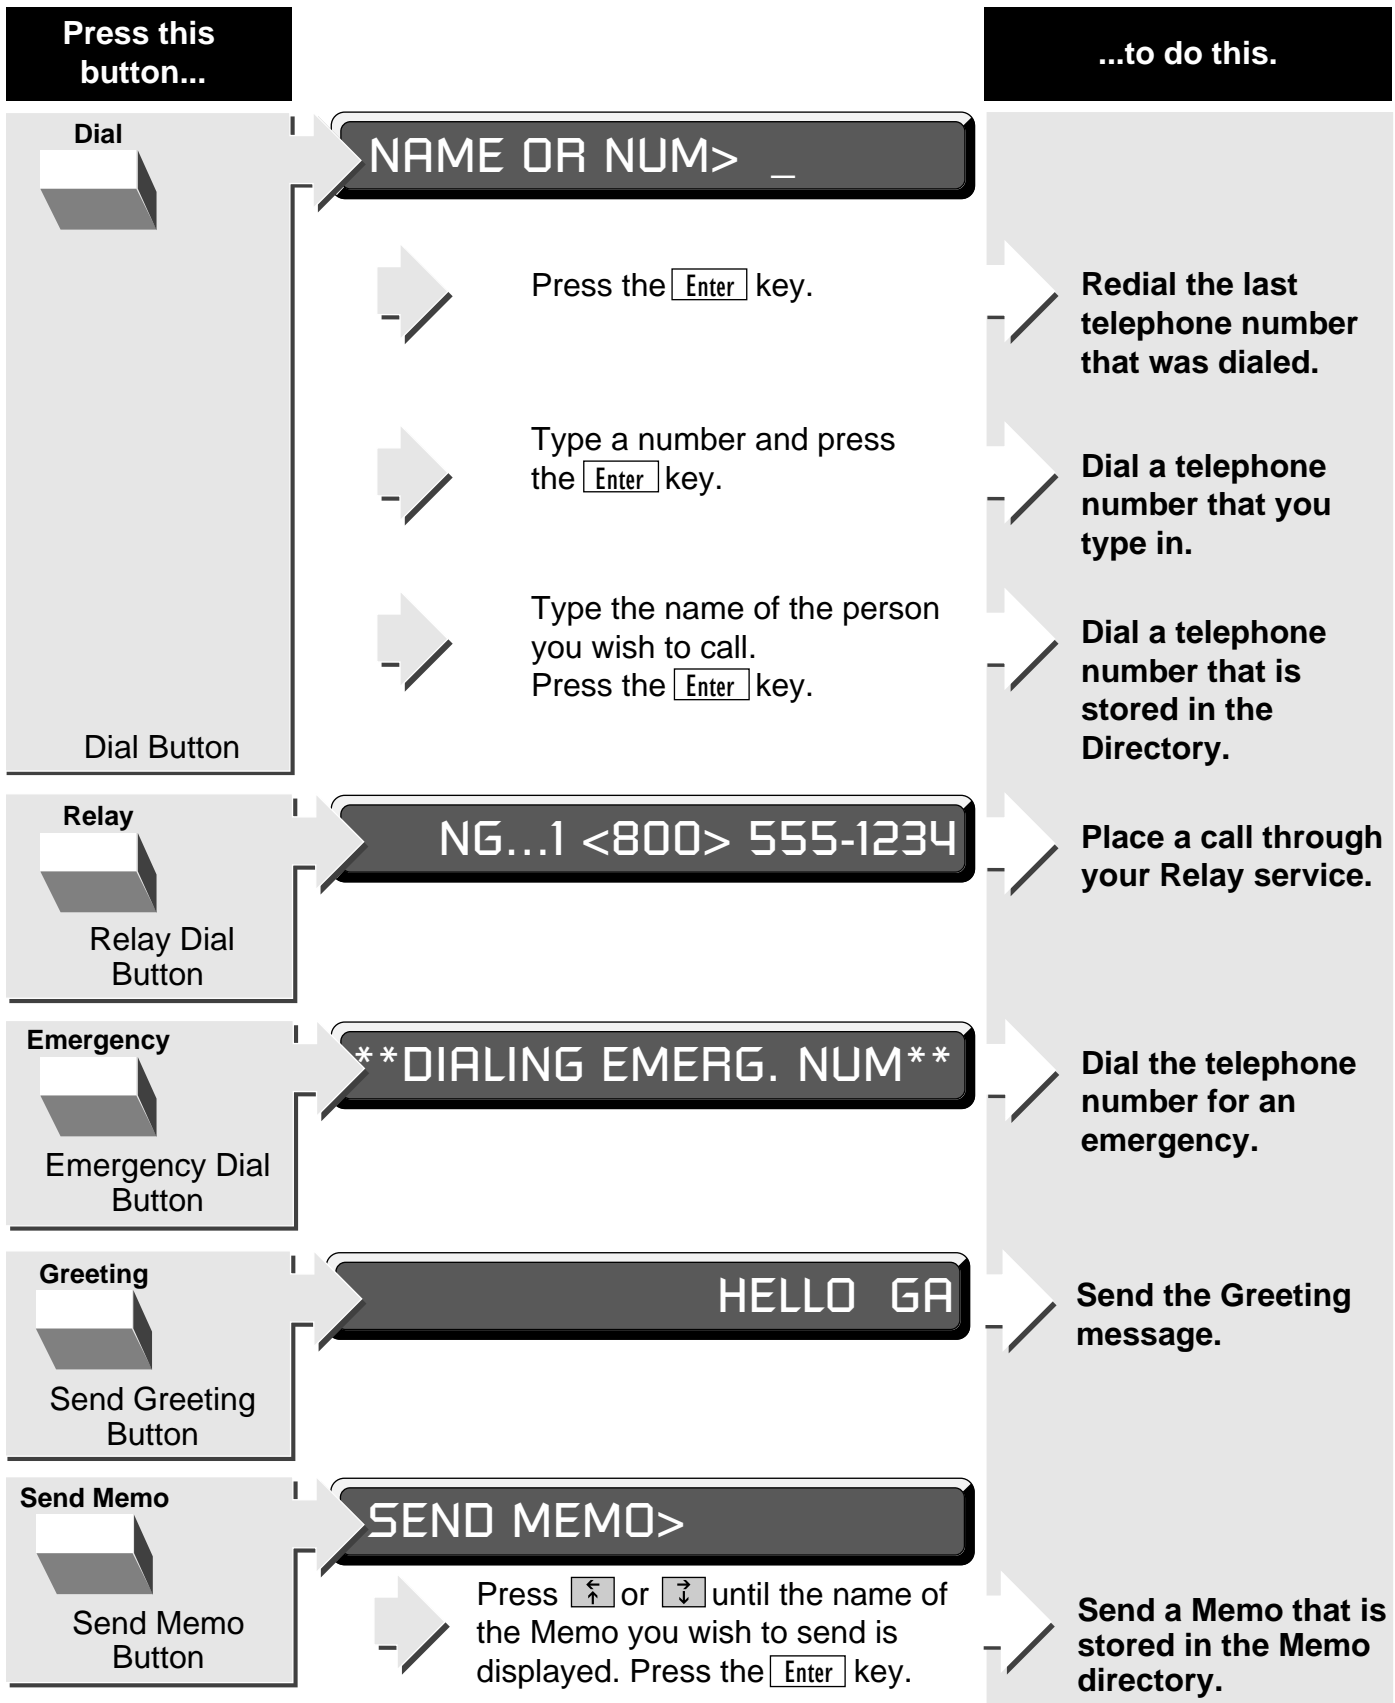 Press this
button...
...to do this.
Dial
NAME OR NUM> _
Press the Enter key.
Redial the last
telephone number
that was dialed.
Type a number and press
the Enter key.
Dial a telephone
number that you
type in.
Type the name of the person
you wish to call.
Press the Enter key.
Dial a telephone
number that is
stored in the
Directory.
Dial Button
Relay
NG...1 <800> 555-1234
Place a call through
your Relay service.
Relay Dial
Button
Emergency
**DIALING EMERG. NUM**
Dial the telephone
number for an
emergency.
Emergency Dial
Button
Greeting
HELLO GA
Send the Greeting
message.
Send Greeting
Button
Send Memo
SEND MEMO>
Press or until the name of
the Memo you wish to send is
displayed. Press the Enter key.
Send a Memo that is
stored in the Memo
directory.
Send Memo
Button